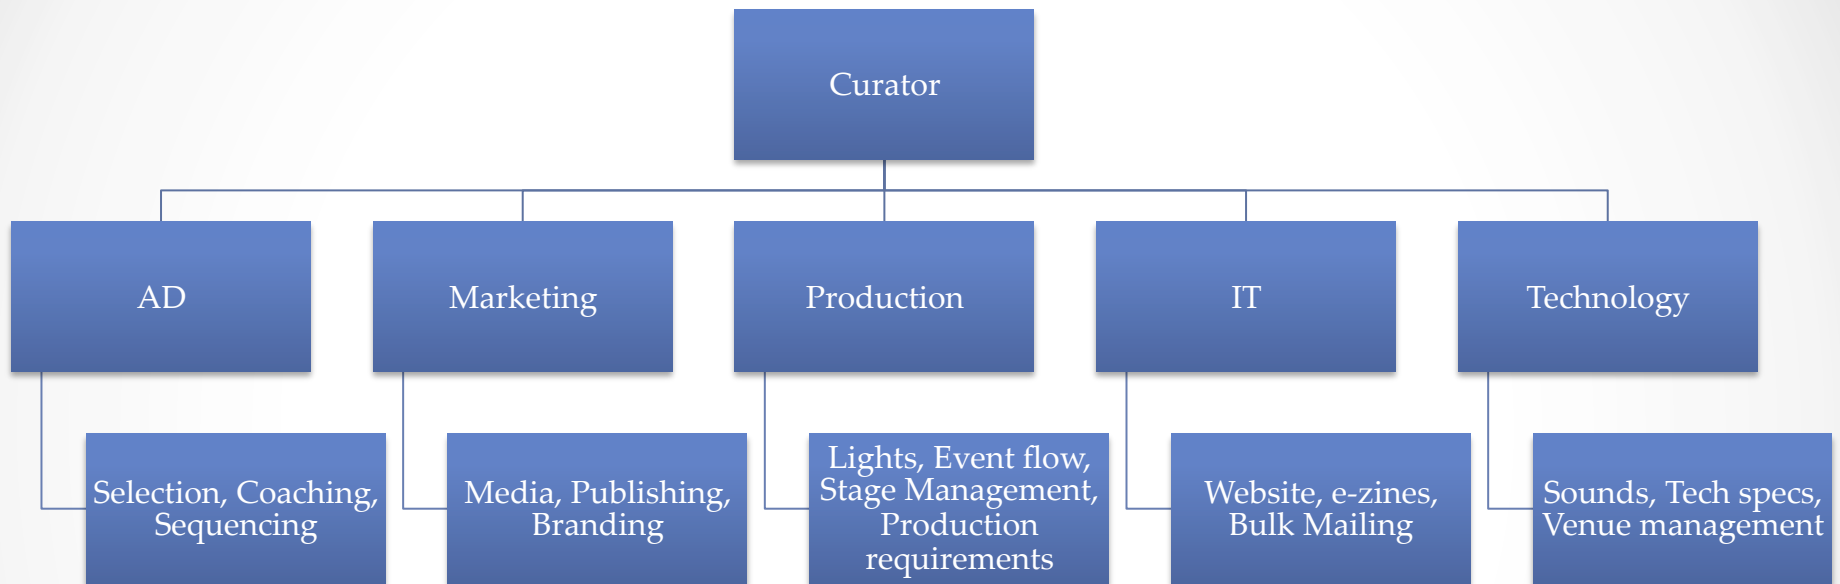 Curator
AD
Marketing
Production
IT
Technology
Selection, Coaching,
Sequencing
Media, Publishing,
Branding
Lights, Event flow,
Stage Management,
Production
requirements
Website, e-zines,
Bulk Mailing
Sounds, Tech specs,
Venue management